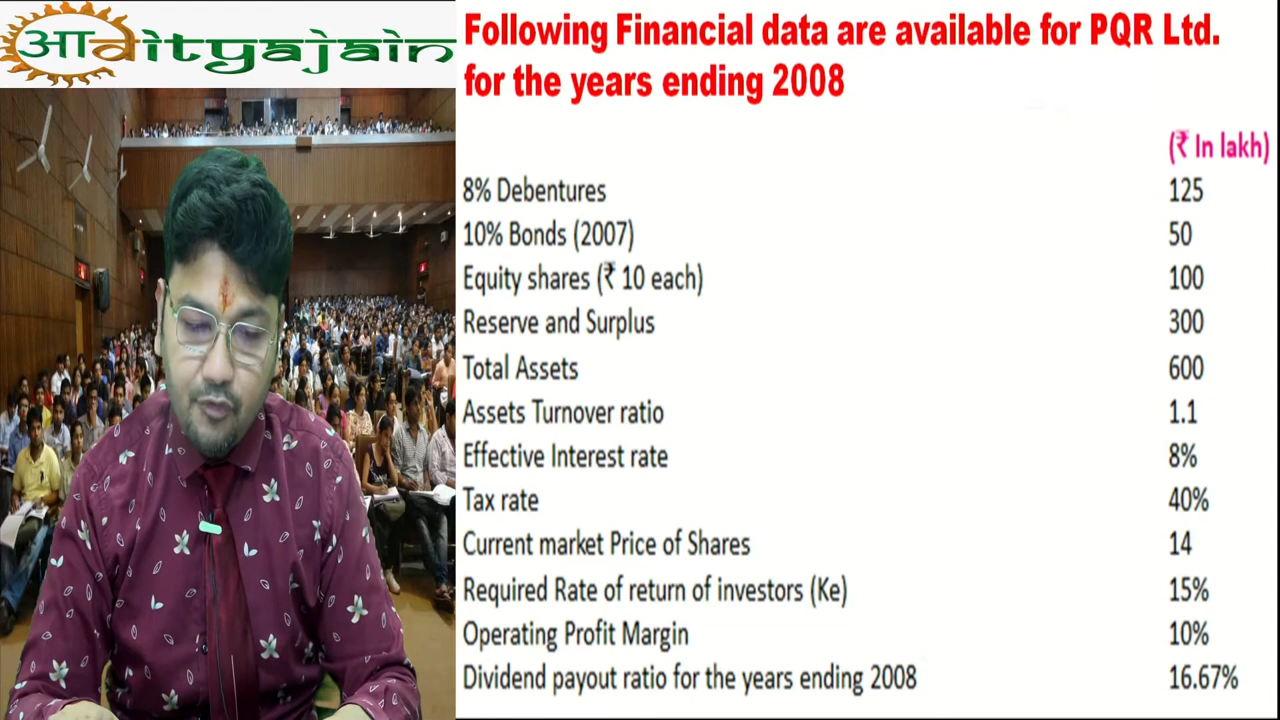 आdityajain
Following Financial data are available for PQR Ltd.
for the years ending 2008
(₹ In lakh)
8% Debentures 125
10% Bonds (2007) 50
Equity shares (₹ 10 each) 100
Reserve and Surplus 300
Total Assets 600
Assets Turnover ratio 1.1
Effective Interest rate 8%
Tax rate 40%
Current market Price of Shares 14
Required Rate of return of investors (Ke) 15%
Operating Profit Margin 10%
Dividend payout ratio for the years ending 2008 16.67%